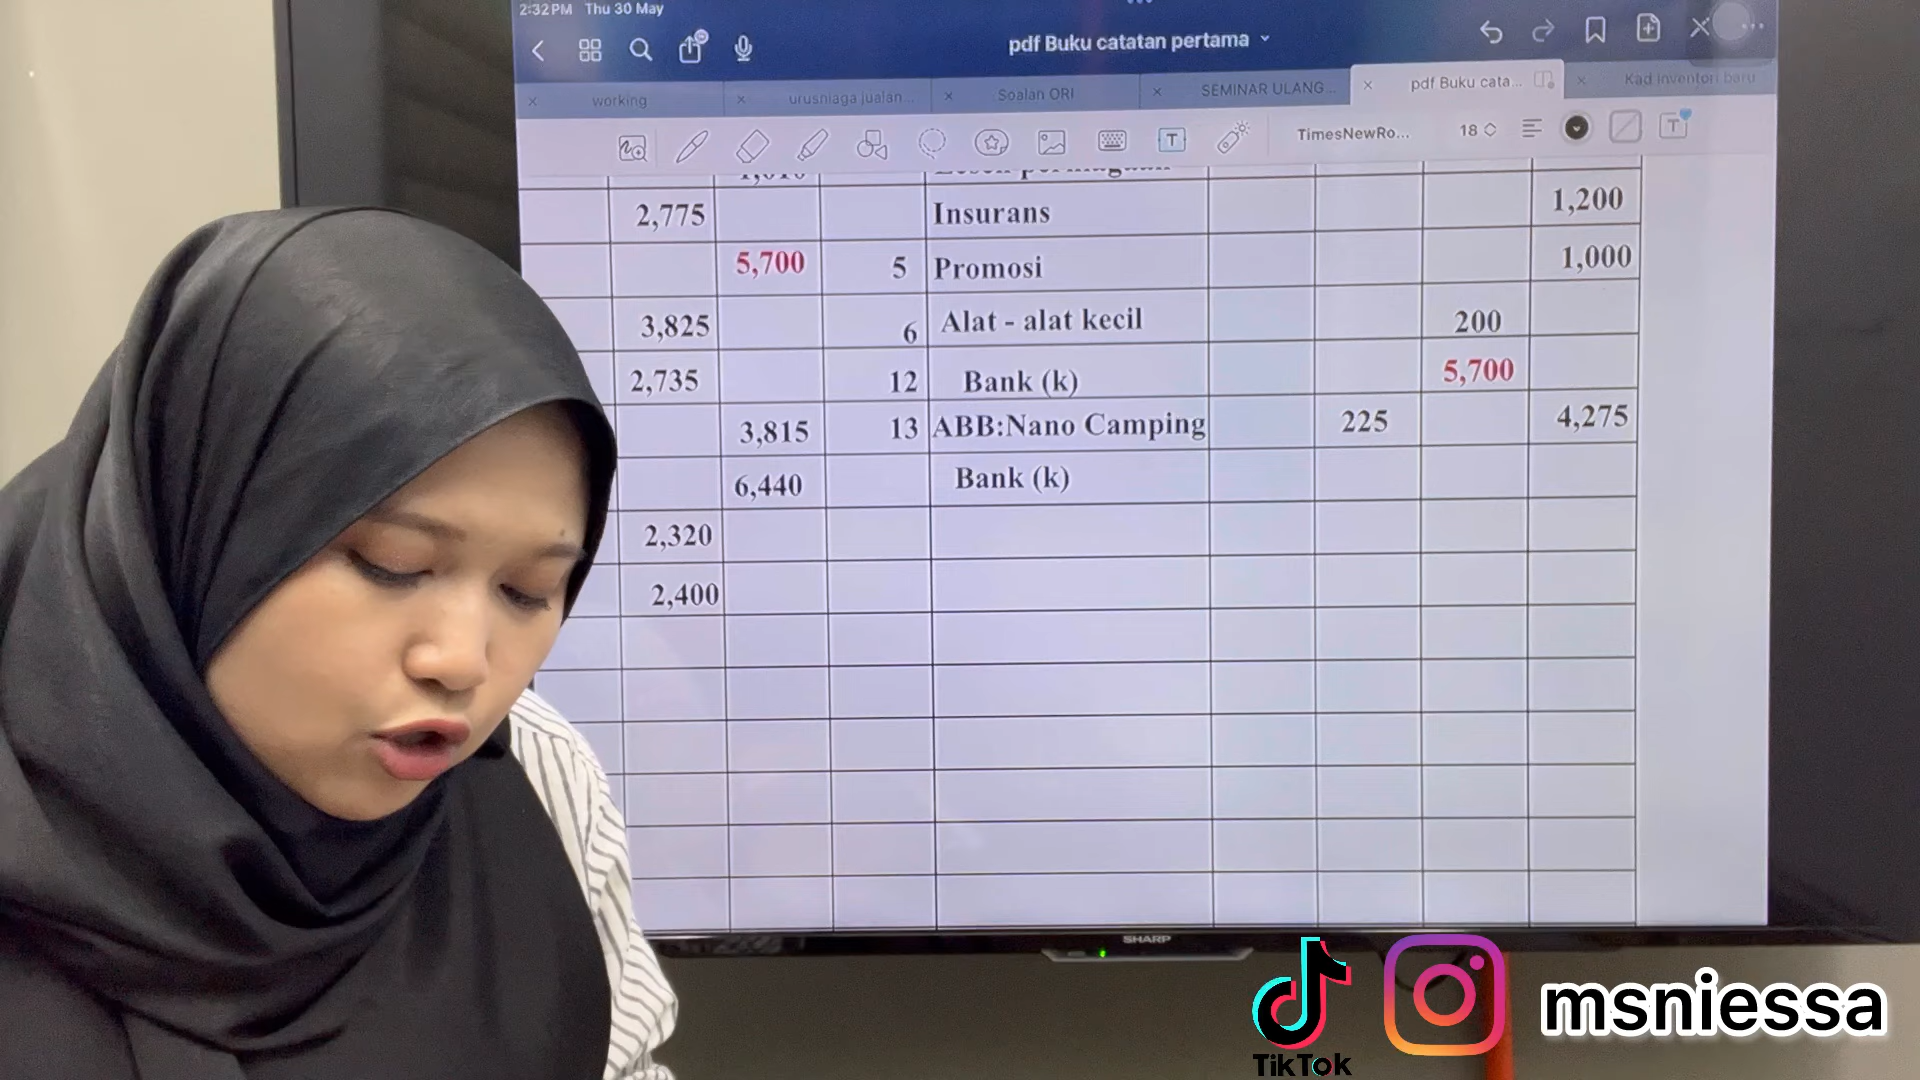 2:32 PM Thu 30 May
pdf Buku catatan pertama
working
urusniaga jualan...
Soalan ORI
SEMINAR ULANG...
pdf Buku cata...
Kad inventori baru
TimesNewRo... 18
2,775 Insurans 1,200
5,700 5 Promosi 1,000
3,825 6 Alat - alat kecil 200
2,735 12 Bank (k) 5,700
3,815 13 ABB:Nano Camping 225 4,275
6,440 Bank (k)
2,320
2,400
SHARP
TikTok
msniessa